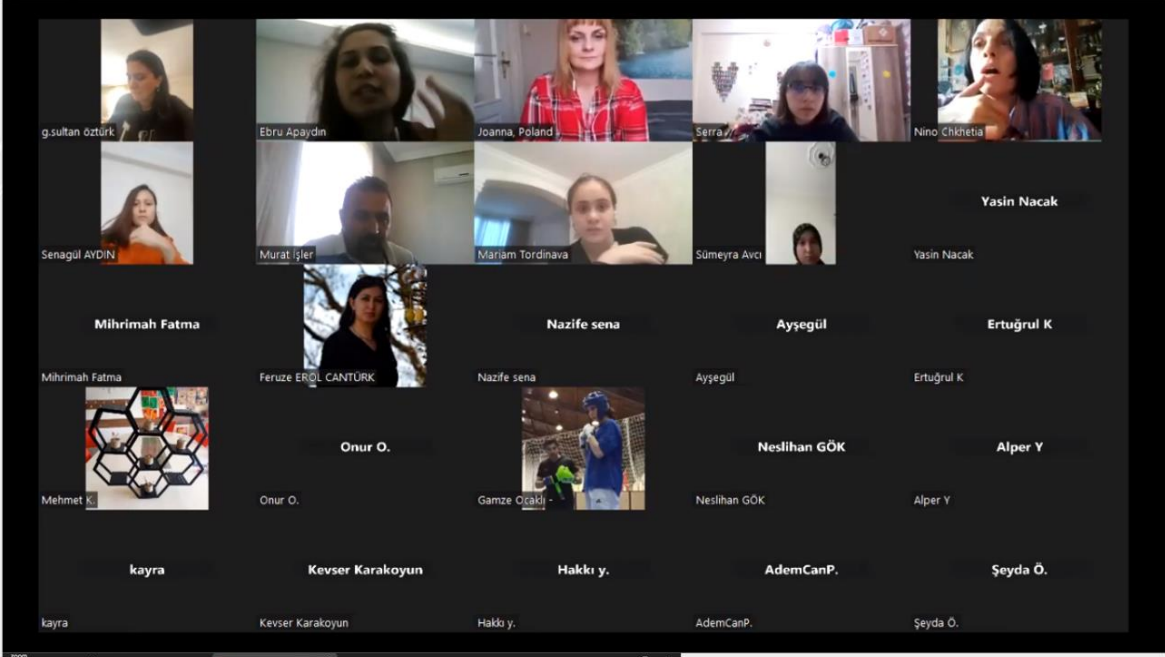 g.sultan öztürk
Ebru Apaydın
Joanna, Poland
Serra
Nino Chkhetia
Senagül AYDIN
Murat İşler
Mariam Tordinava
Sümeyra Avcı
Yasin Nacak
Yasin Nacak
Mihrimah Fatma
Mihrimah Fatma
Feruze EROL CANTÜRK
Nazife sena
Nazife sena
Ayşegül
Ayşegül
Ertuğrul K
Ertuğrul K
Mehmet K.
Onur O.
Onur O.
Gamze Ocaklı -
Neslihan GÖK
Neslihan GÖK
Alper Y
Alper Y
kayra
kayra
Kevser Karakoyun
Kevser Karakoyun
Hakkı y.
Hakkı y.
AdemCanP.
AdemCanP.
Şeyda Ö.
Şeyda Ö.